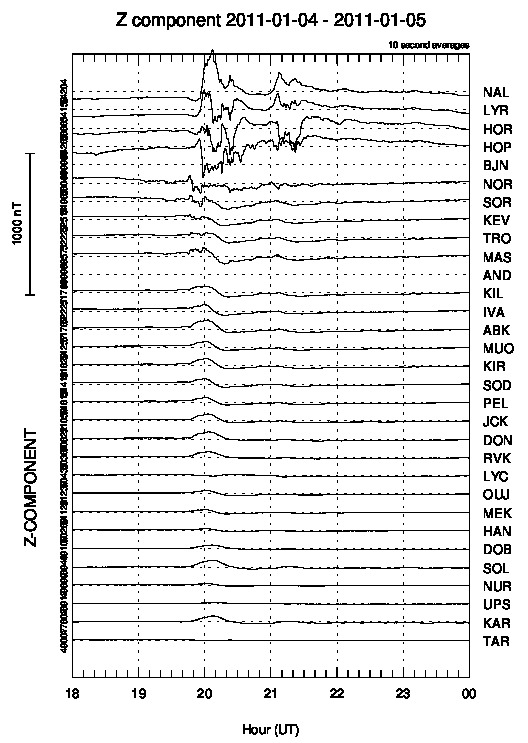 Z component 2011-01-04 - 2011-01-05
10 second averages
NAL
LYR
HOR
HOP
BJN
NOR
SOR
KEV
TRO
MAS
AND
KIL
IVA
ABK
MUO
KIR
SOD
PEL
JCK
DON
RVK
LYC
OUJ
MEK
HAN
DOB
SOL
NUR
UPS
KAR
TAR
1000 nT
Z-COMPONENT
18 19 20 21 22 23 00
Hour (UT)